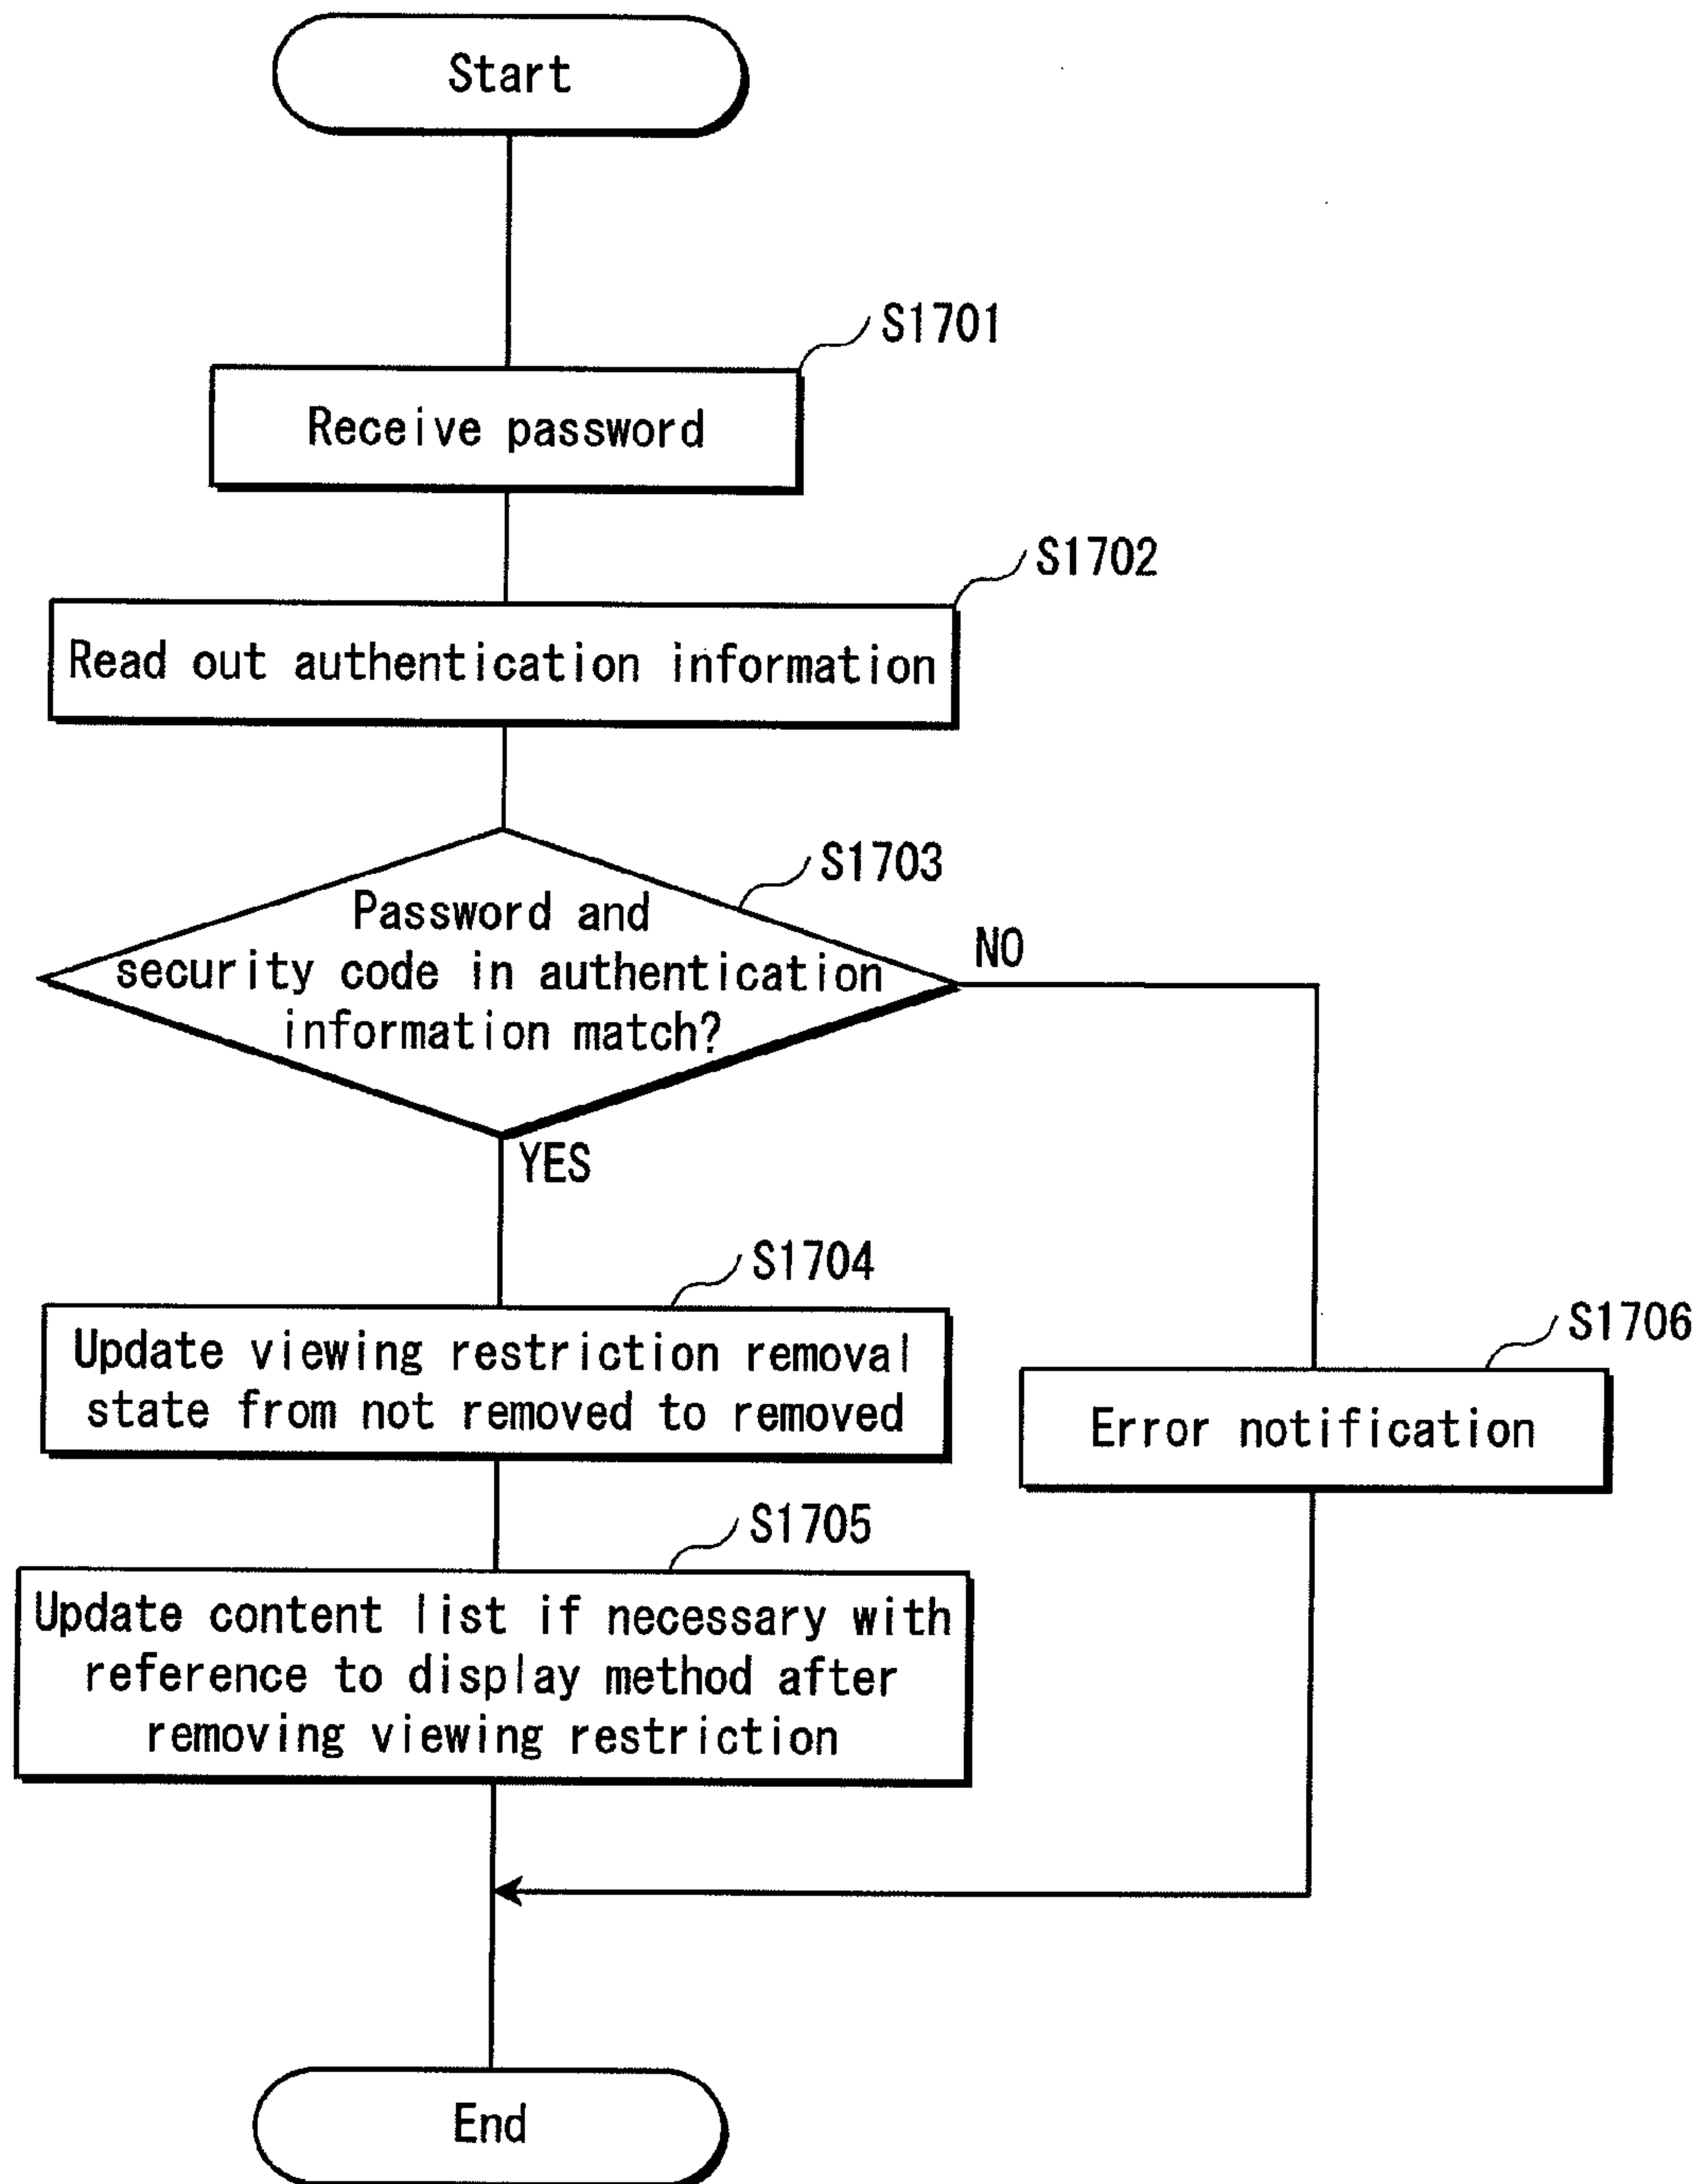 Start
S1701
Receive password
S1702
Read out authentication information
S1703
Password and
security code in authentication
information match?
NO
YES
S1704
Update viewing restriction removal
state from not removed to removed
S1706
Error notification
S1705
Update content list if necessary with
reference to display method after
removing viewing restriction
End